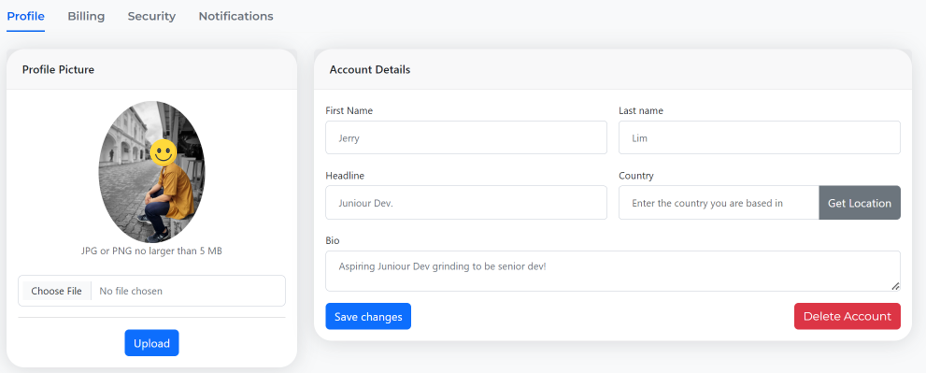 Profile Billing Security Notifications
Profile Picture
JPG or PNG no larger than 5 MB
Choose File No file chosen
Upload
Account Details
First Name Last name
Jerry Lim
Headline Country
Juniour Dev. Enter the country you are based in Get Location
Bio
Aspiring Juniour Dev grinding to be senior dev!
Save changes Delete Account